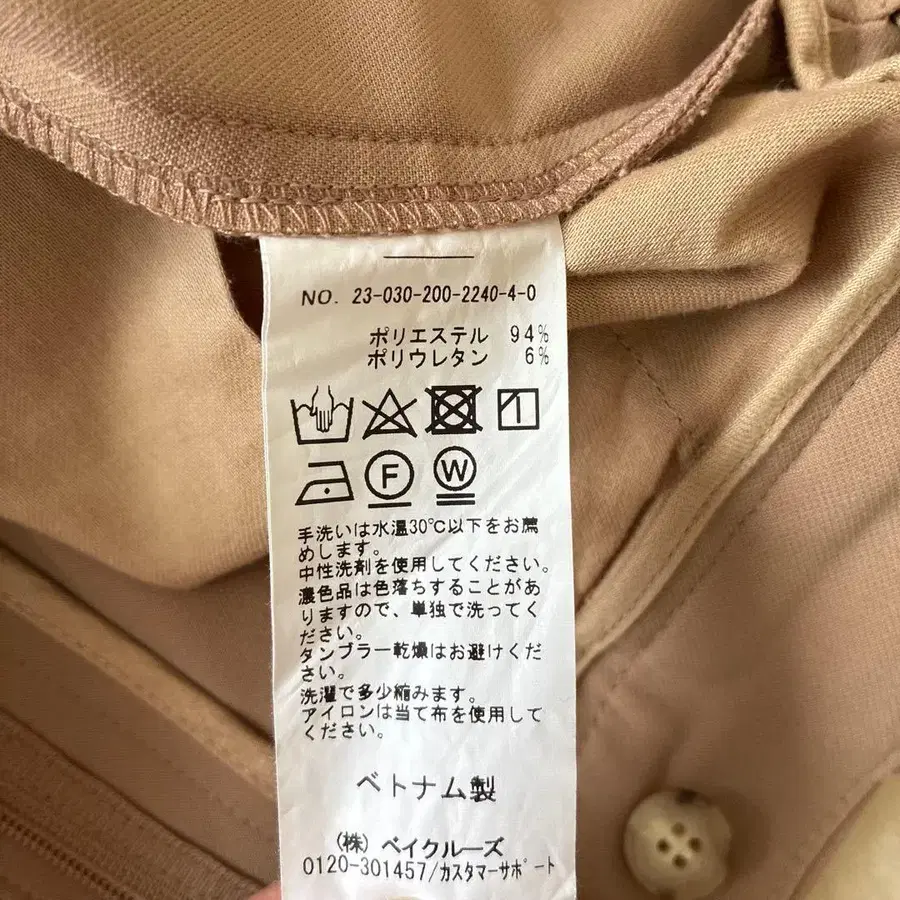 NO. 23-030-200-2240-4-0
ポリエステル 94%
ポリウレタン 6%
F W
手洗いは水温30℃以下をお薦
めします。
中性洗剤を使用してください。
濃色品は色落ちすることがあ
りますので、単独で洗ってく
ださい。
タンブラー乾燥はお避けくだ
さい。
洗濯で多少縮みます。
アイロンは当て布を使用して
ください。
ベトナム製
(株) ベイクルーズ
0120-301457/カスタマーサポート